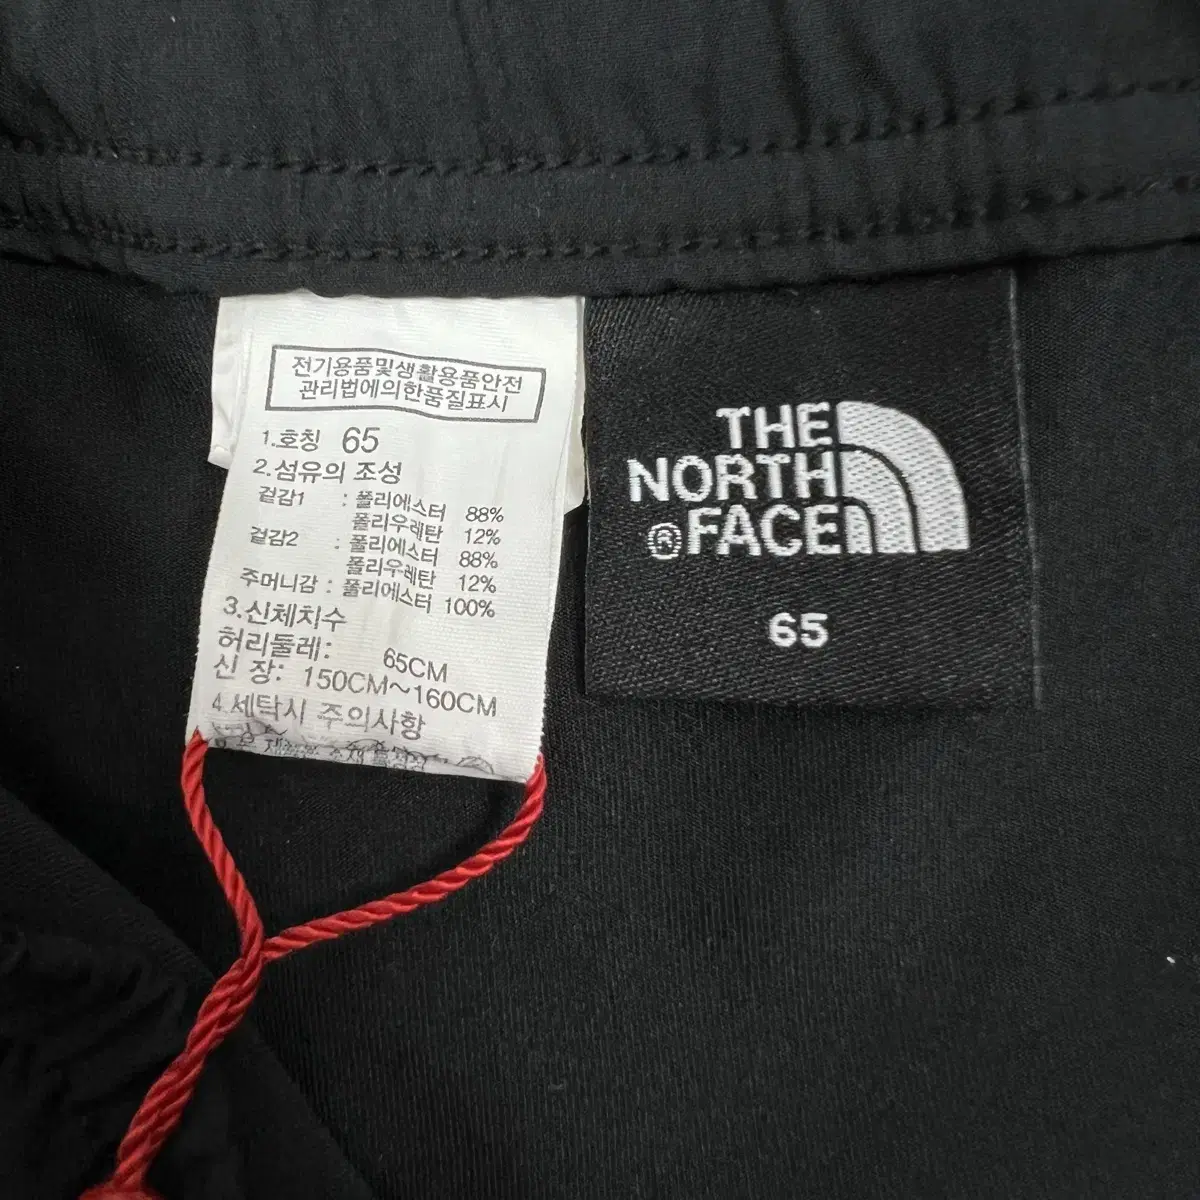 전기용품및생활용품안전
관리법에의한품질표시
1.호칭 65
2.섬유의 조성
겉감1 : 폴리에스터 88%
폴리우레탄 12%
겉감2 : 폴리에스터 88%
폴리우레탄 12%
주머니감 : 폴리에스터 100%
3.신체치수
허리둘레: 65CM
신 장: 150CM~160CM
4.세탁시 주의사항
THE
NORTH
® FACE
65